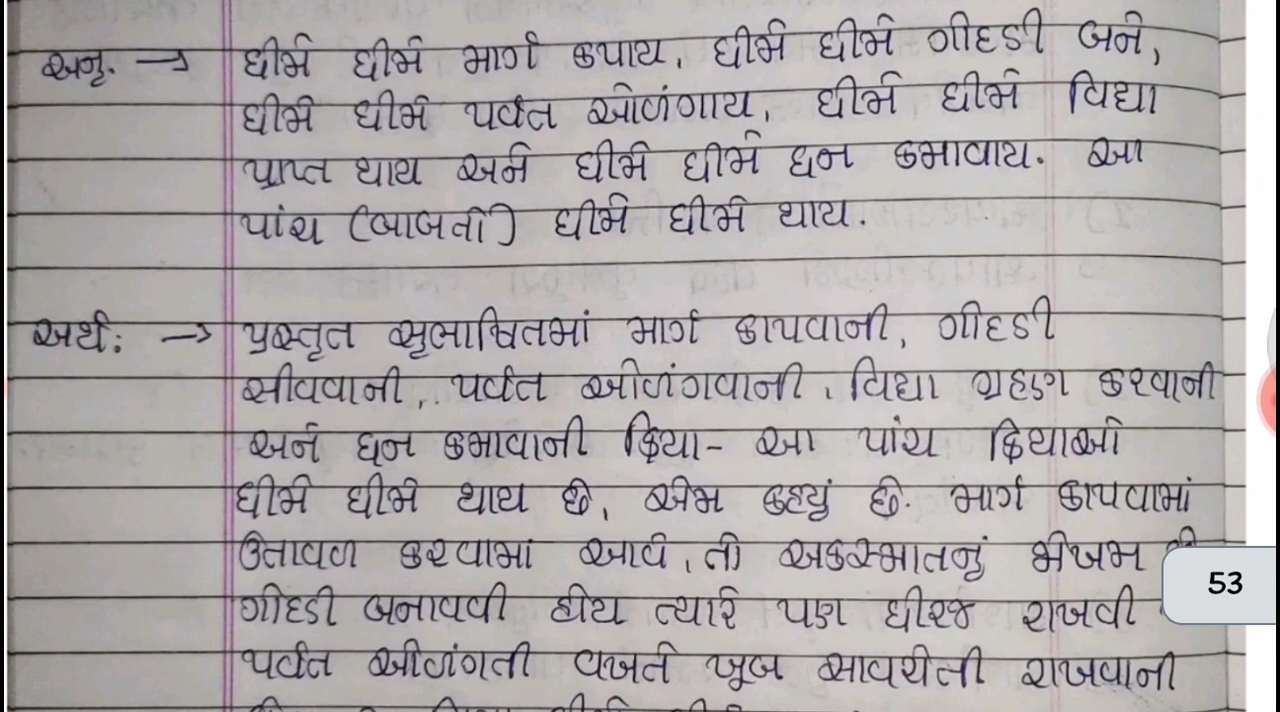 અનુ. → ધીમે ધીમે માર્ગ કપાય, ધીમે ધીમે ગોદડી બને,
ધીમે ધીમે પર્વત ઓળંગાય, ધીમે ધીમે વિદ્યા
પ્રાપ્ત થાય અને ધીમે ધીમે ધન કમાવાય. આ
પાંચ (બાબતો) ધીમે ધીમે થાય.
અર્થ: → પ્રસ્તુત સુભાષિતમાં માર્ગ કાપવાની, ગોદડી
સીવવાની, પર્વત ઓળંગવાની, વિદ્યા ગ્રહણ કરવાની
અને ધન કમાવાની ક્રિયા- આ પાંચ ક્રિયાઓ
ધીમે ધીમે થાય છે, એમ કહ્યું છે. માર્ગ કાપવામાં
ઉતાવળ કરવામાં આવે, તો અકસ્માતનું જોખમ
ગોદડી બનાવવી હોય ત્યારે પણ ધીરજ રાખવી
પર્વત ઓળંગતી વખતે ખૂબ સાવચેતી રાખવાની
53